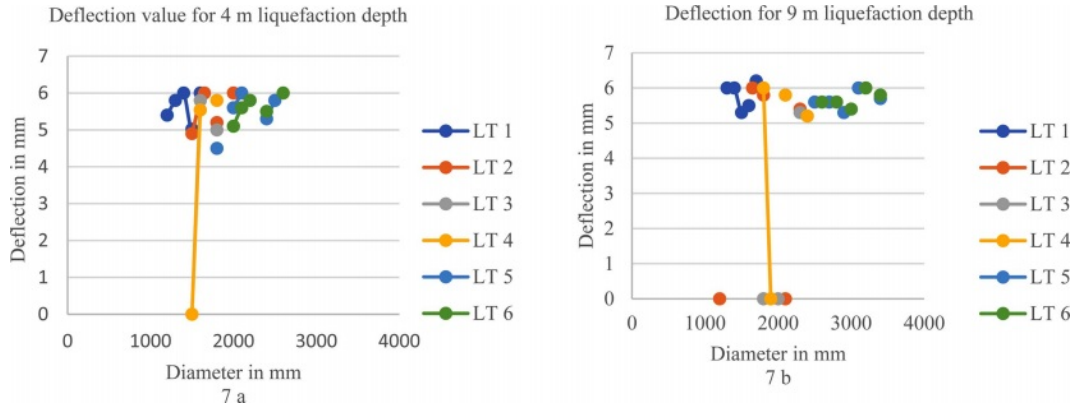 Deflection value for 4 m liquefaction depth
7
6
5
4
3
2
1
0
Deflection in mm
0 1000 2000 3000 4000
Diameter in mm
7 a
LT 1
LT 2
LT 3
LT 4
LT 5
LT 6
Deflection for 9 m liquefaction depth
7
6
5
4
3
2
1
0
Deflection in mm
0 1000 2000 3000 4000
Diameter in mm
7 b
LT 1
LT 2
LT 3
LT 4
LT 5
LT 6